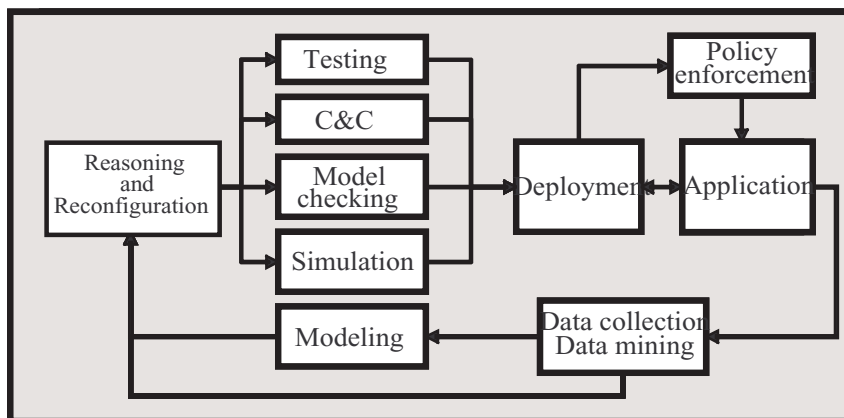 Testing
C&C
Model
checking
Simulation
Modeling
Reasoning
and
Reconfiguration
Deployment
Policy
enforcement
Application
Data collection
Data mining